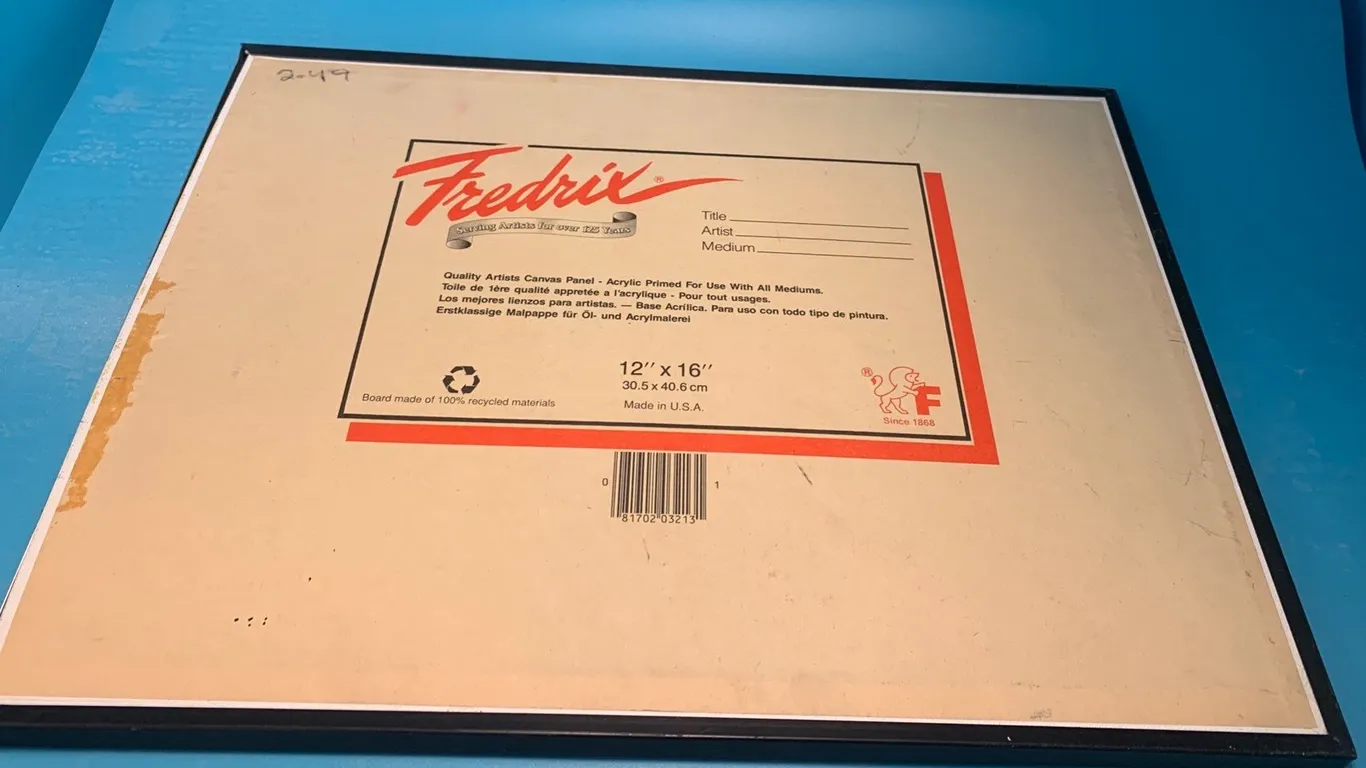 2.49
Fredrix®
Serving Artists for over 125 Years
Title
Artist
Medium
Quality Artists Canvas Panel - Acrylic Primed For Use With All Mediums.
Toile de 1ère qualité appretée a l'acrylique - Pour tout usages.
Los mejores lienzos para artistas. — Base Acrílica. Para uso con todo tipo de pintura.
Erstklassige Malpappe für Öl- und Acrylmalerei
12" x 16"
30.5 x 40.6 cm
Made in U.S.A.
Board made of 100% recycled materials
®
F
Since 1868
0 81702 03213 1